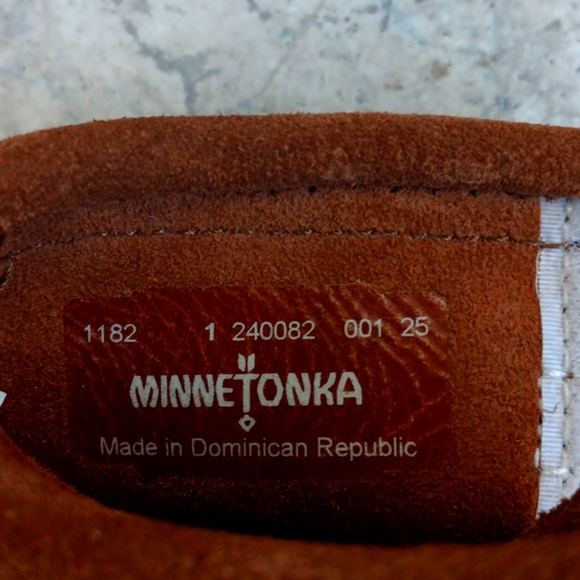 1182 1 240082 001 25
MINNETONKA
Made in Dominican Republic